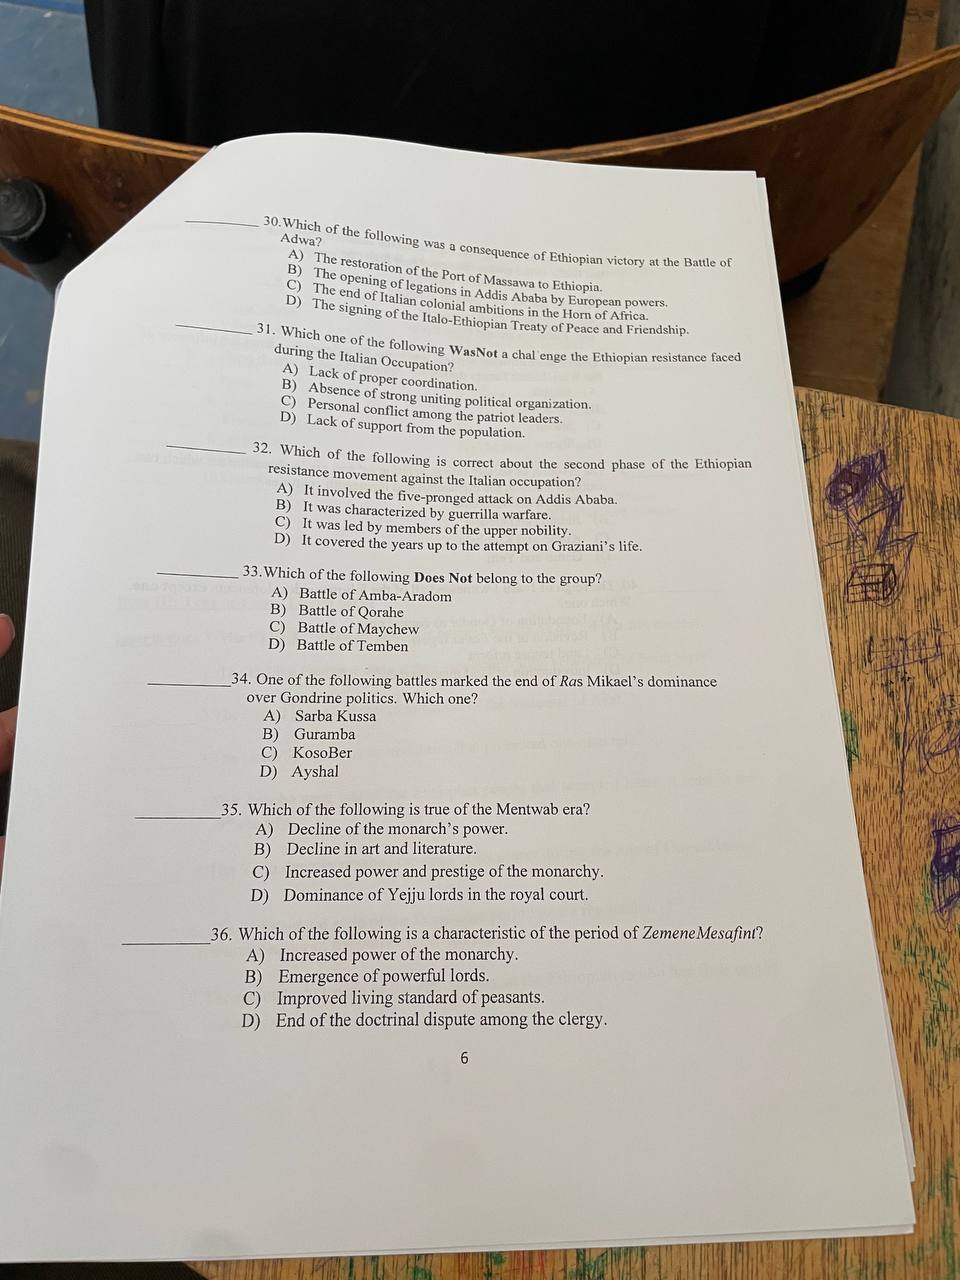 30.Which of the following was a consequence of Ethiopian victory at the Battle of
Adwa?
A) The restoration of the Port of Massawa to Ethiopia.
B) The opening of legations in Addis Ababa by European powers.
C) The end of Italian colonial ambitions in the Horn of Africa.
D) The signing of the Italo-Ethiopian Treaty of Peace and Friendship.
31. Which one of the following WasNot a chal enge the Ethiopian resistance faced
during the Italian Occupation?
A) Lack of proper coordination.
B) Absence of strong uniting political organization.
C) Personal conflict among the patriot leaders.
D) Lack of support from the population.
32. Which of the following is correct about the second phase of the Ethiopian
resistance movement against the Italian occupation?
A) It involved the five-pronged attack on Addis Ababa.
B) It was characterized by guerrilla warfare.
C) It was led by members of the upper nobility.
D) It covered the years up to the attempt on Graziani's life.
33.Which of the following Does Not belong to the group?
A) Battle of Amba-Aradom
B) Battle of Qorahe
C) Battle of Maychew
D) Battle of Temben
34. One of the following battles marked the end of Ras Mikael's dominance
over Gondrine politics. Which one?
A) Sarba Kussa
B) Guramba
C) KosoBer
D) Ayshal
35. Which of the following is true of the Mentwab era?
A) Decline of the monarch's power.
B) Decline in art and literature.
C) Increased power and prestige of the monarchy.
D) Dominance of Yejju lords in the royal court.
36. Which of the following is a characteristic of the period of ZemeneMesafint?
A) Increased power of the monarchy.
B) Emergence of powerful lords.
C) Improved living standard of peasants.
D) End of the doctrinal dispute among the clergy.
6